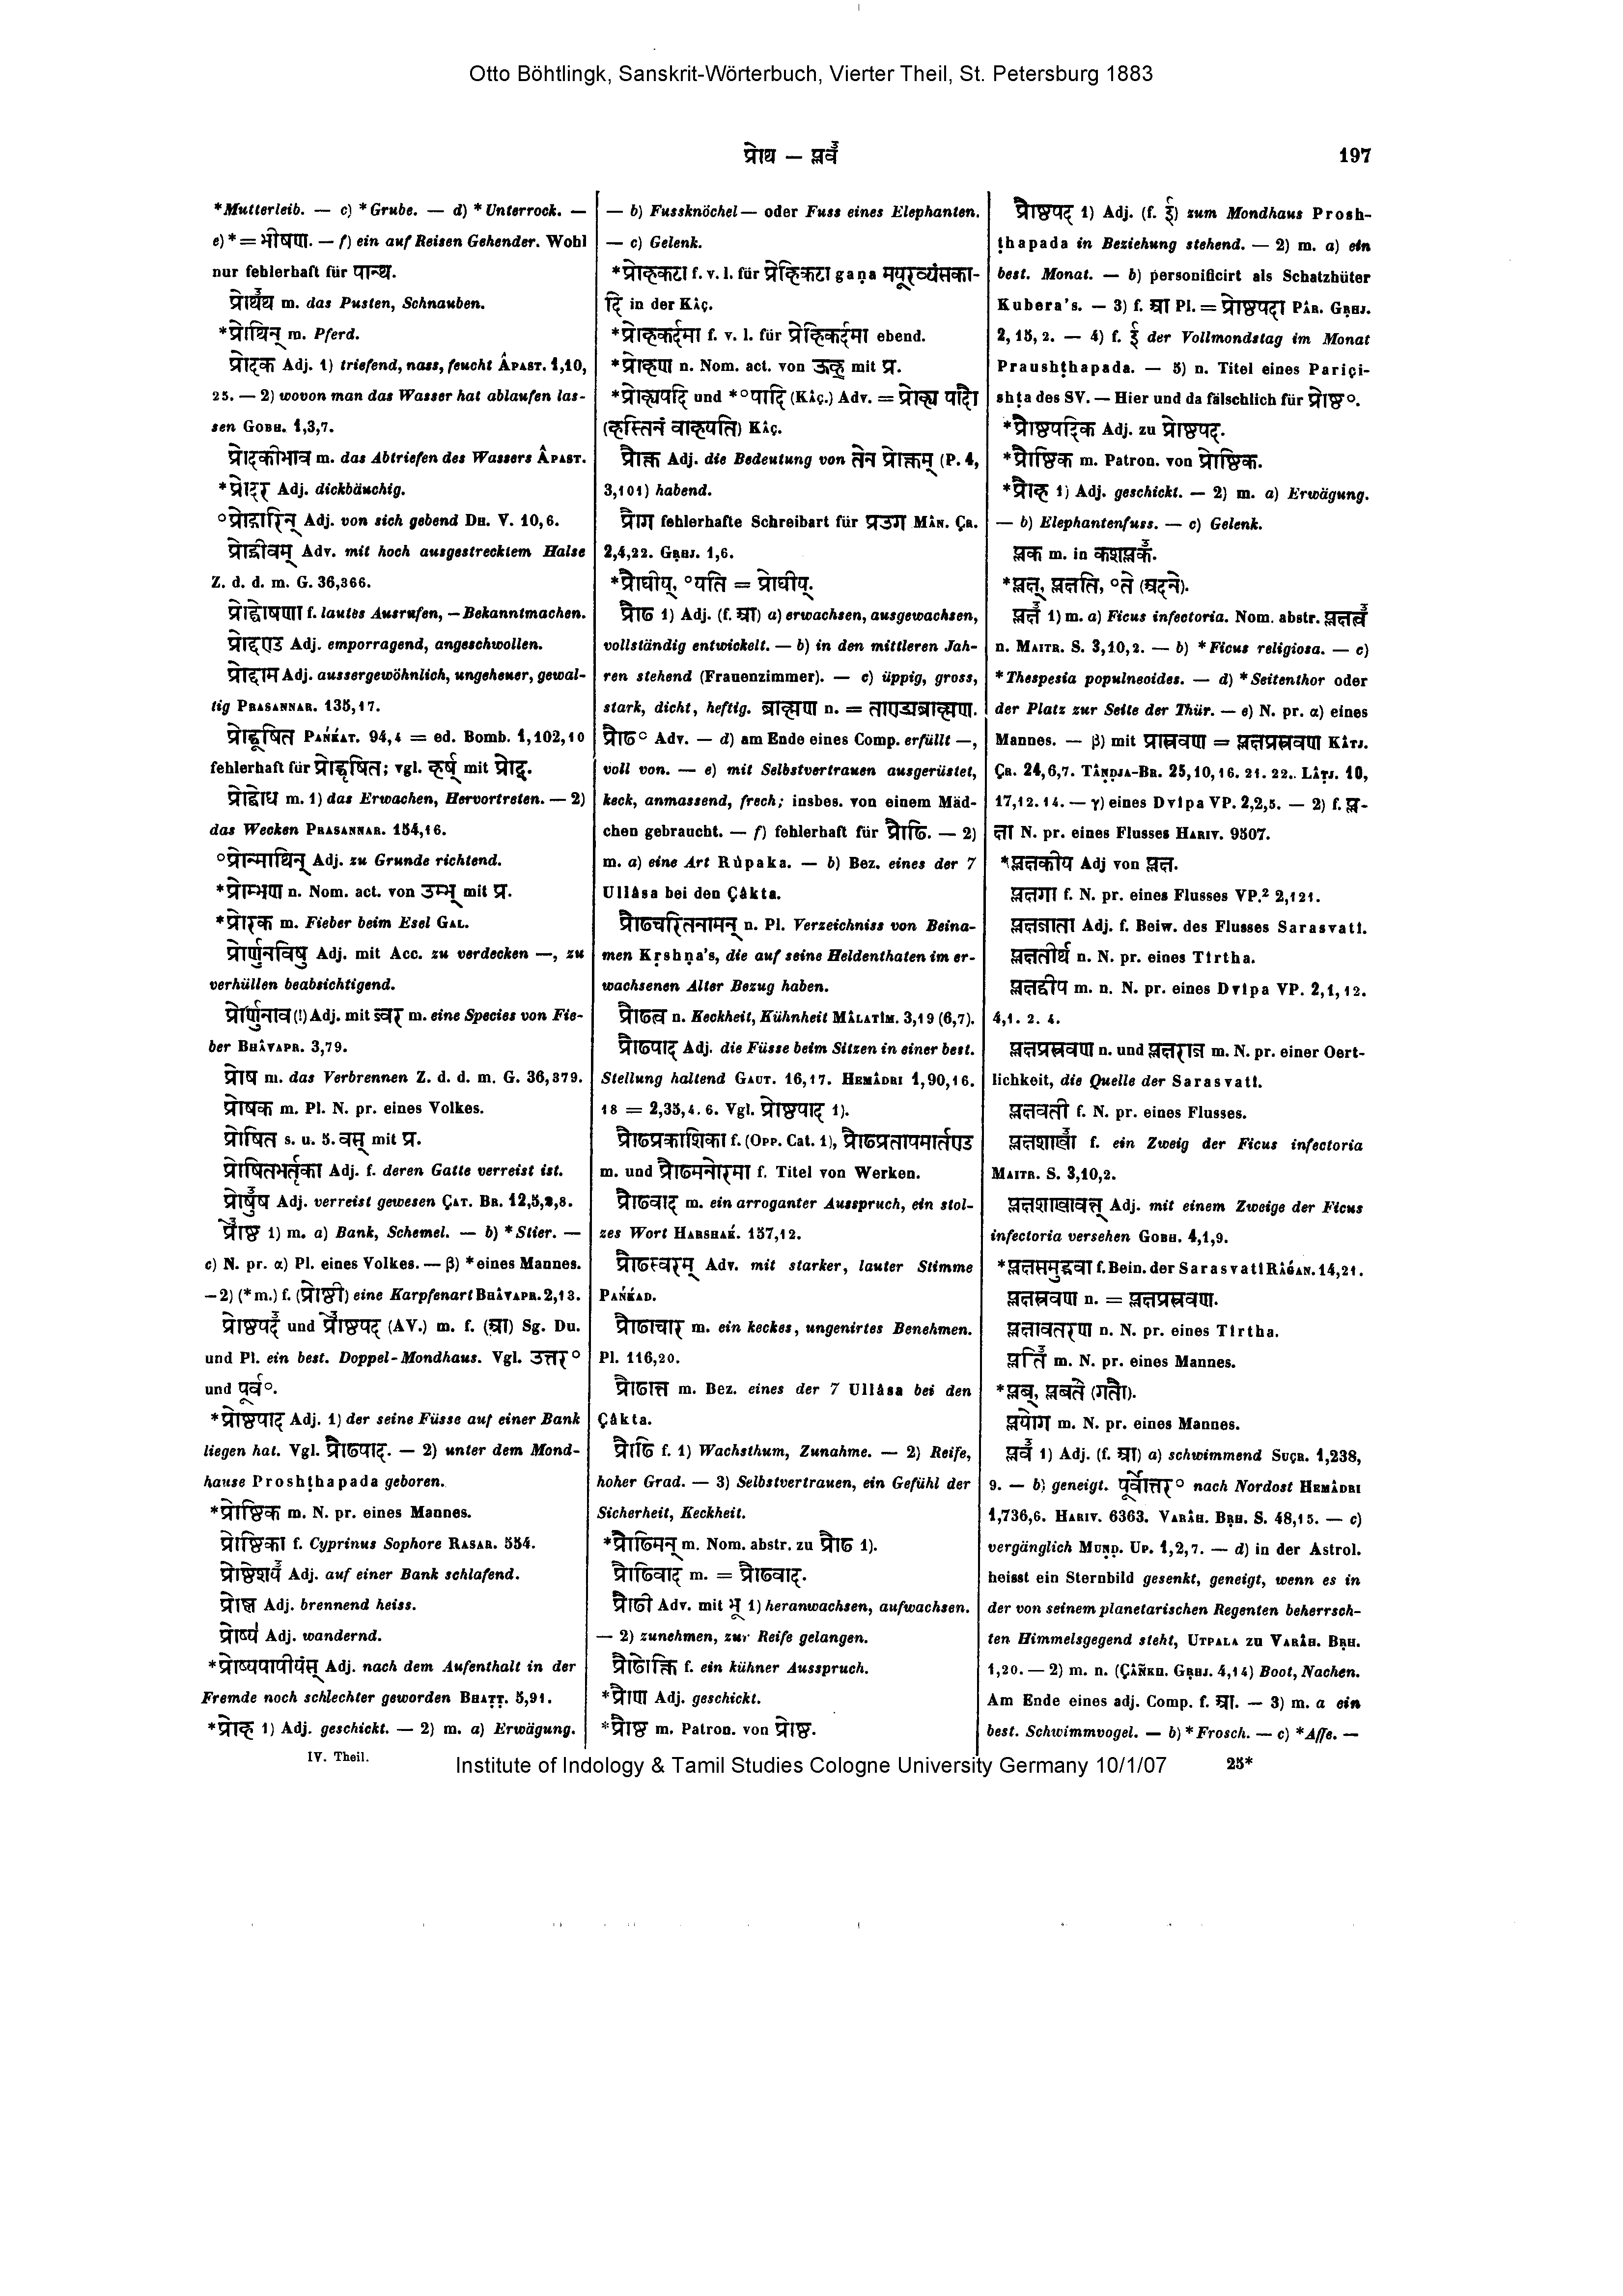 Otto Böhtlingk, Sanskrit-Wörterbuch, Vierter Theil, St. Petersburg 1883
प्रोथ — प्लवँ
197
*Mutterleib. — c) *Grube. — d) *Unterrock. —
e) * = भीषण. — f) ein auf Reisen Gehender. Wohl
nur fehlerhaft für पान्थ.
प्रोथँथ m. das Pusten, Schnauben.
*प्रोथिन् m. Pferd.
प्रोदक Adj. 1) triefend, nass, feucht ÂPAST. 1,10,
25. — 2) wovon man das Wasser hat ablaufen las-
sen GOBH. 1,3,7.
प्रोदकीभाव m. das Abtriefen des Wassers ÂPAST.
*प्रोदर Adj. dickbäuchig.
°प्रोद्गारिन् Adj. von sich gebend DH. V. 10,6.
प्रोद्ग्रीवम् Adv. mit hoch ausgestrecktem Halse
Z. d. d. m. G. 36,366.
प्रोद्घोषणा f. lautes Ausrufen, — Bekanntmachen.
प्रोद्दण्ड Adj. emporragend, angeschwollen.
प्रोद्दाम Adj. aussergewöhnlich, ungeheuer, gewal-
tig PRASANNAR. 135,17.
प्रोद्धूषित PAŃḰAT. 94,4 = ed. Bomb. 1,102,10
fehlerhaft für प्रोद्धृषित; vgl. हर्ष् mit प्रोद्.
प्रोद्बोध m. 1) das Erwachen, Hervortreten. — 2)
das Wecken PRASANNAR. 154,16.
°प्रोन्माथिन् Adj. zu Grunde richtend.
*प्रोम्भण n. Nom. act. von उम्भ् mit प्र.
*प्रोरक m. Fieber beim Esel GAL.
प्रोर्णुनविषु Adj. mit Acc. zu verdecken —, zu
verhüllen beabsichtigend.
प्रोर्णुनाव (!) Adj. mit ज्वर m. eine Species von Fie-
ber BHÂVAPR. 3,79.
प्रोष m. das Verbrennen Z. d. d. m. G. 36,379.
प्रोषक m. Pl. N. pr. eines Volkes.
प्रोषित s. u. 5. वस् mit प्र.
प्रोषितभर्तृका Adj. f. deren Gatte verreist ist.
प्रोषुँष Adj. verreist gewesen ÇAT. BR. 12,5,2,8.
प्रोँष्ठ 1) m. a) Bank, Schemel. — b) *Stier. —
c) N. pr. α) Pl. eines Volkes. — β) *eines Mannes.
— 2) (*m.) f. (प्रोष्ठी) eine Karpfenart BHÂVAPR. 2,13.
प्रोष्ठपदँ und प्रोँष्ठपद (AV.) m. f. (आ) Sg. Du.
und Pl. ein best. Doppel-Mondhaus. Vgl. उत्तर°
und पूर्व°.
*प्रोष्ठपाद Adj. 1) der seine Füsse auf einer Bank
liegen hat. Vgl. प्रौढपाद. — 2) unter dem Mond-
hause Proshṭhapada geboren.
*प्रोष्ठिक m. N. pr. eines Mannes.
प्रोष्ठिका f. Cyprinus Sophore RASAR. 554.
प्रोष्ठेशयँ Adj. auf einer Bank schlafend.
प्रोष्ण Adj. brennend heiss.
प्रोष्यँ Adj. wandernd.
*प्रोष्यपापीयंस् Adj. nach dem Aufenthalt in der
Fremde noch schlechter geworden BHAṬṬ. 5,91.
*प्रोह 1) Adj. geschickt. — 2) m. a) Erwägung.
— b) Fussknöchel — oder Fuss eines Elephanten.
— c) Gelenk.
*प्रोहकटा f. v. l. für प्रेहिकटा gaṇa मयूरव्यंसका-
दि in der KÂÇ.
*प्रोहकर्दमा f. v. l. für प्रेहिकर्दमा ebend.
*प्रोहण n. Nom. act. von ऊह् mit प्र.
*प्रोह्यपदि und *°पादि (KÂÇ.) Adv. = प्रोह्य पादौ
(हस्तिनं वाहयति) KÂÇ.
प्रौक्त Adj. die Bedeutung von तेन प्रोक्तम् (P. 4,
3,101) habend.
प्रौग fehlerhafte Schreibart für प्रउग MÂN. ÇR.
2,4,22. GṚHJ. 1,6.
*प्रौघीय्, °यति = प्रोघीय्.
प्रौढ 1) Adj. (f. आ) a) erwachsen, ausgewachsen,
vollständig entwickelt. — b) in den mittleren Jah-
ren stehend (Frauenzimmer). — c) üppig, gross,
stark, dicht, heftig. ब्राह्मण n. = ताण्ड्यब्राह्मण.
प्रौढ° Adv. — d) am Ende eines Comp. erfüllt —,
voll von. — e) mit Selbstvertrauen ausgerüstet,
keck, anmassend, frech; insbes. von einem Mäd-
chen gebraucht. — f) fehlerhaft für प्रौढि. — 2)
m. a) eine Art Rûpaka. — b) Bez. eines der 7
Ullâsa bei den Çâkta.
प्रौढचरितनामन् n. Pl. Verzeichniss von Beina-
men Kṛshṇa's, die auf seine Heldenthaten im er-
wachsenen Alter Bezug haben.
प्रौढत्व n. Keckheit, Kühnheit MÂLATÎM. 3,19 (6,7).
प्रौढपाद Adj. die Füsse beim Sitzen in einer best.
Stellung haltend GAUT. 16,17. HEMÂDRI 1,90,16.
18 = 2,35,4. 6. Vgl. प्रोष्ठपाद 1).
प्रौढप्रकाशिका f. (OPP. Cat. 1), प्रौढप्रतापमार्तण्ड
m. und प्रौढमनोरमा f. Titel von Werken.
प्रौढवाद m. ein arroganter Ausspruch, ein stol-
zes Wort HARSHAḰ. 157,12.
प्रौढस्वरम् Adv. mit starker, lauter Stimme
PAŃḰAD.
प्रौढाचार m. ein keckes, ungenirtes Benehmen.
Pl. 116,20.
प्रौढान्त m. Bez. eines der 7 Ullâsa bei den
Çâkta.
प्रौढि f. 1) Wachsthum, Zunahme. — 2) Reife,
hoher Grad. — 3) Selbstvertrauen, ein Gefühl der
Sicherheit, Keckheit.
*प्रौढिमन् m. Nom. abstr. zu प्रौढ 1).
प्रौढिवाद m. = प्रौढवाद.
प्रौढी Adv. mit भू 1) heranwachsen, aufwachsen.
— 2) zunehmen, zur Reife gelangen.
प्रौढोक्ति f. ein kühner Ausspruch.
*प्रौण Adj. geschickt.
*प्रौष्ठ m. Patron. von प्रोष्ठ.
प्रौष्ठपद 1) Adj. (f. ईँ) zum Mondhaus Prosh-
ṭhapada in Beziehung stehend. — 2) m. a) ein
best. Monat. — b) personificirt als Schatzhüter
Kubera's. — 3) f. आ Pl. = प्रोष्ठपदा PÂR. GṚHJ.
2,15,2. — 4) f. ईँ der Vollmondstag im Monat
Praushṭhapada. — 5) n. Titel eines Pariçi-
shṭa des SV. — Hier und da fälschlich für प्रोष्ठ°.
*प्रौष्ठपदिक Adj. zu प्रोष्ठपद.
*प्रौष्ठिक m. Patron. von प्रोष्ठिक.
*प्रौह 1) Adj. geschickt. — 2) m. a) Erwägung.
— b) Elephantenfuss. — c) Gelenk.
प्लक m. in कशप्लकँ.
*प्लक्ष्, प्लक्षति, °ते (अदने).
प्लक्षँ 1) m. a) Ficus infectoria. Nom. abstr. प्लक्षत्वँ
n. MAITR. S. 3,10,2. — b) *Ficus religiosa. — c)
*Thespesia populneoides. — d) *Seitenthor oder
der Platz zur Seite der Thür. — e) N. pr. α) eines
Mannes. — β) mit प्रास्रवण = प्लक्षप्रस्रवण KÂTJ.
ÇR. 24,6,7. TÂṆḌJA-BR. 25,10,16. 21. 22. LÂṬJ. 10,
17,12. 14. — γ) eines Dvîpa VP. 2,2,5. — 2) f. प्ल-
क्षा N. pr. eines Flusses HARIV. 9507.
*प्लक्षकीय Adj von प्लक्ष.
प्लक्षगा f. N. pr. eines Flusses VP.² 2,121.
प्लक्षजाता Adj. f. Beiw. des Flusses Sarasvatî.
प्लक्षतीर्थ n. N. pr. eines Tîrtha.
प्लक्षद्वीप m. n. N. pr. eines Dvîpa VP. 2,1,12.
4,1. 2. 4.
प्लक्षप्रस्रवण n. und प्लक्षराज m. N. pr. einer Oert-
lichkeit, die Quelle der Sarasvatî.
प्लक्षवती f. N. pr. eines Flusses.
प्लक्षशाखाँ f. ein Zweig der Ficus infectoria
MAITR. S. 3,10,2.
प्लक्षशाखावन्त् Adj. mit einem Zweige der Ficus
infectoria versehen GOBH. 4,1,9.
*प्लक्षसमुद्भवा f. Bein. der Sarasvatî RÂǴAN. 14,21.
प्लक्षस्रवण n. = प्लक्षप्रस्रवण.
प्लक्षावतरण n. N. pr. eines Tîrtha.
प्लतिँ m. N. pr. eines Mannes.
*प्लब्, प्लबते (गतौ).
प्लयोग m. N. pr. eines Mannes.
प्लवँ 1) Adj. (f. आ) a) schwimmend SUÇR. 1,238,
9. — b) geneigt. पूर्वोत्तर° nach Nordost HEMÂDRI
1,736,6. HARIV. 6363. VARÂH. BṚH. S. 48,15. — c)
vergänglich MUṆḌ. UP. 1,2,7. — d) in der Astrol.
heisst ein Sternbild gesenkt, geneigt, wenn es in
der von seinem planetarischen Regenten beherrsch-
ten Himmelsgegend steht, UTPALA zu VARÂH. BṚH.
1,20. — 2) m. n. (ÇÂÑKH. GṚHJ. 4,14) Boot, Nachen.
Am Ende eines adj. Comp. f. आ. — 3) m. a ein
best. Schwimmvogel. — b) *Frosch. — c) *Affe. —
IV. Theil.
Institute of Indology & Tamil Studies Cologne University Germany 10/1/07
25*